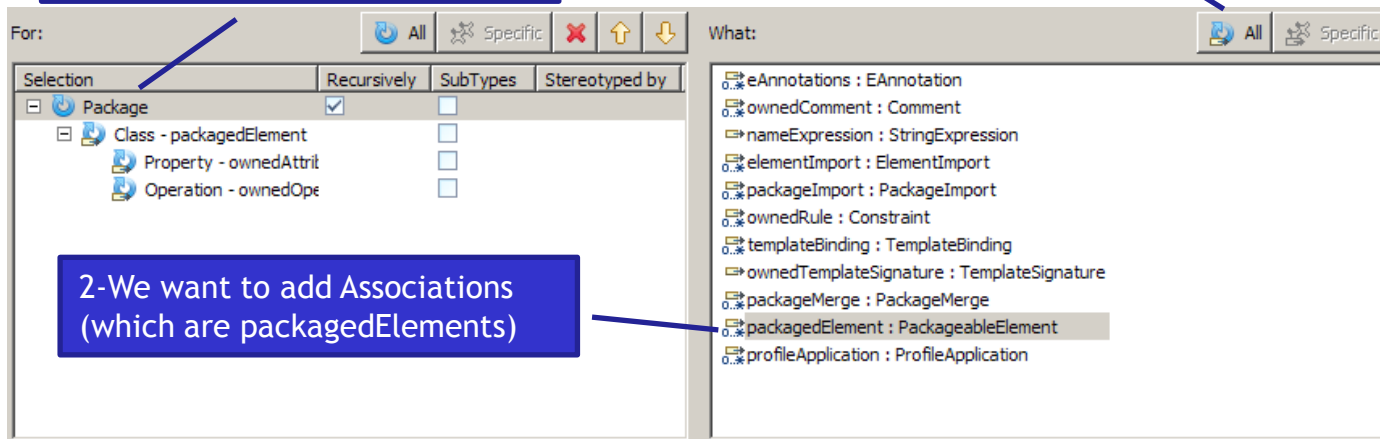 For:
All
Specific
What:
All
Specific
Selection
Recursively
SubTypes
Stereotyped by
Package
Class - packagedElement
Property - ownedAttrib
Operation - ownedOpe
2-We want to add Associations
(which are packagedElements)
eAnnotations : EAnnotation
ownedComment : Comment
nameExpression : StringExpression
elementImport : ElementImport
packageImport : PackageImport
ownedRule : Constraint
templateBinding : TemplateBinding
ownedTemplateSignature : TemplateSignature
packageMerge : PackageMerge
packagedElement : PackageableElement
profileApplication : ProfileApplication